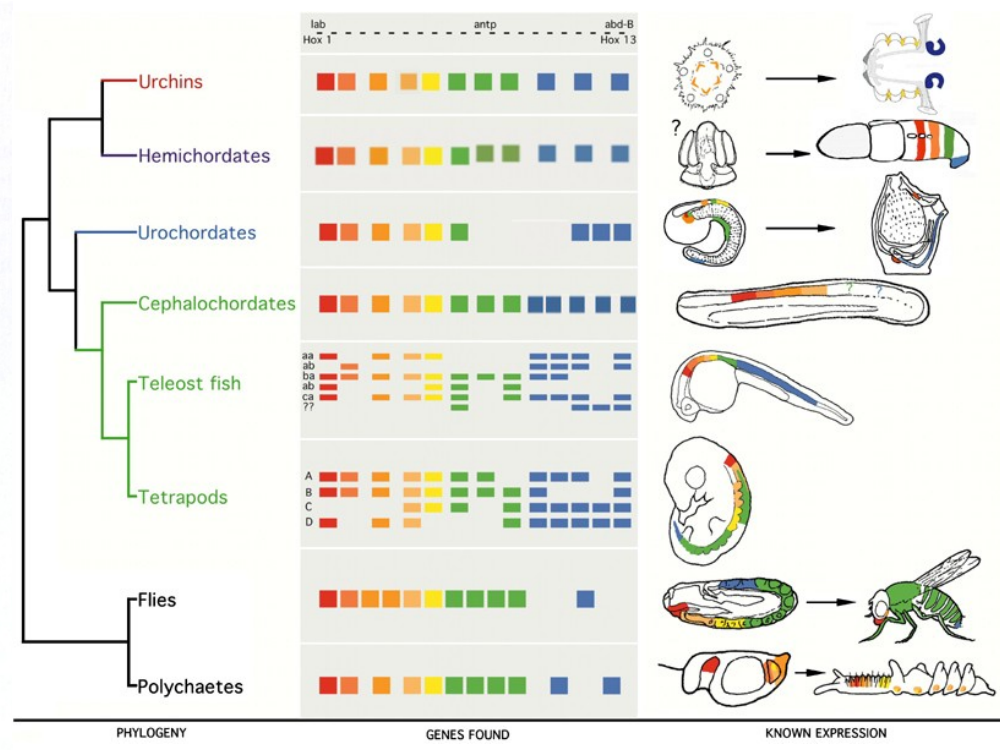 lab antp abd-B
Hox 1 Hox 13
Urchins
?
Hemichordates
Urochordates
Cephalochordates
? ?
aa
ab
ba
Teleost fish
ab
ca
??
A
Tetrapods
B
C
D
Flies
Polychaetes
PHYLOGENY GENES FOUND KNOWN EXPRESSION